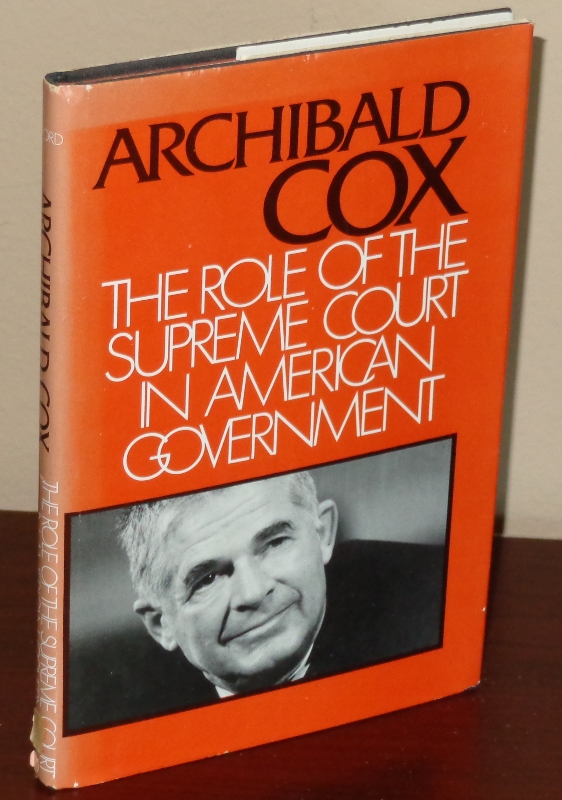 ARCHIBALD
COX
THE ROLE OF THE
SUPREME COURT
IN AMERICAN
GOVERNMENT
ARCHIBALD COX
THE ROLE OF THE SUPREME COURT